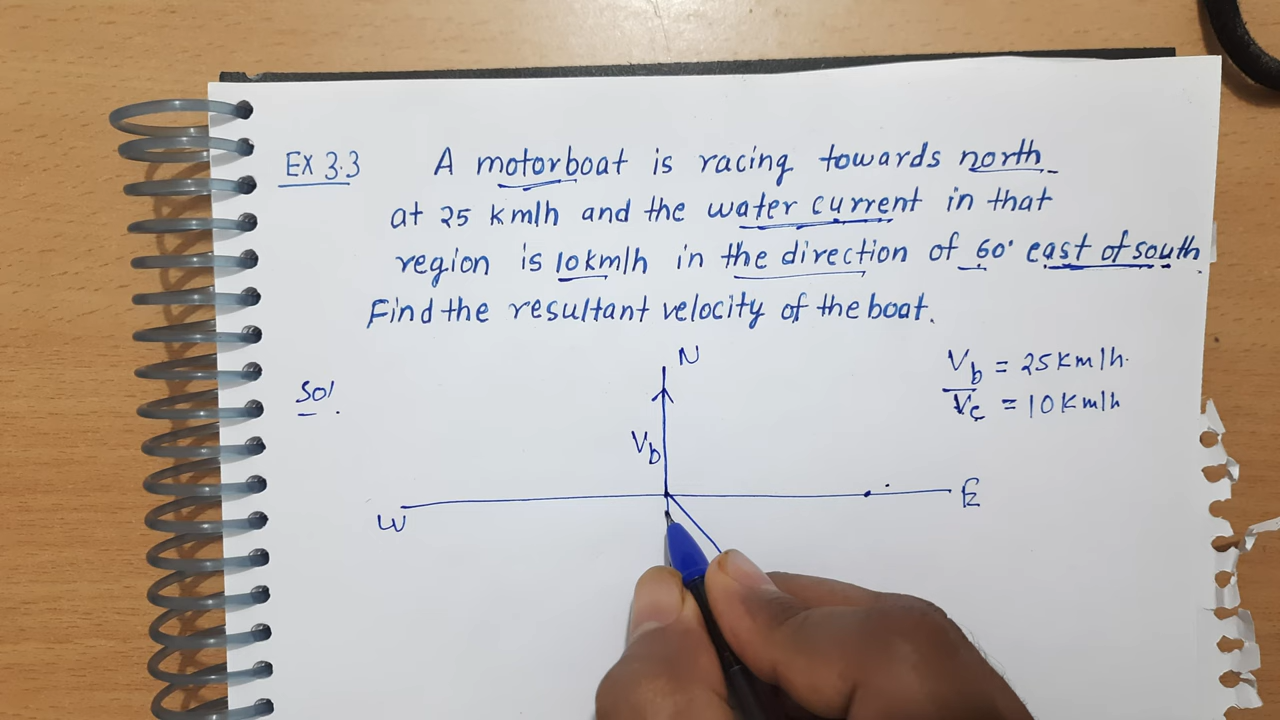 Ex 3.3 A motorboat is racing towards north
at 25 km/h and the water current in that
region is 10km/h in the direction of 60° east of south.
Find the resultant velocity of the boat.
Sol.
N
Vb = 25 km/h.
Vc = 10 km/h
Vb
W
E